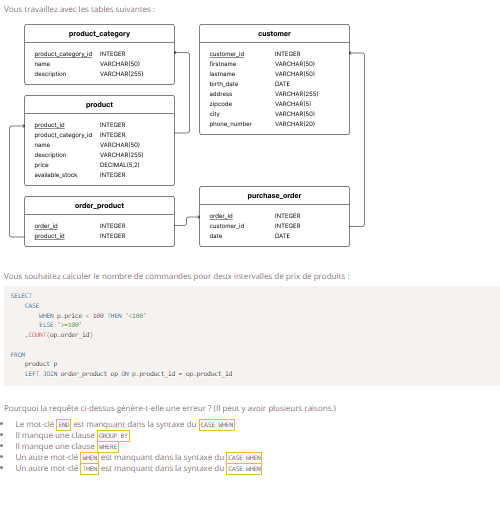 Vous travaillez avec les tables suivantes :
product_category
product_category_id INTEGER
name VARCHAR(50)
description VARCHAR(255)
customer
customer_id INTEGER
firstname VARCHAR(50)
lastname VARCHAR(50)
birth_date DATE
address VARCHAR(255)
zipcode VARCHAR(5)
city VARCHAR(50)
phone_number VARCHAR(20)
product
product_id INTEGER
product_category_id INTEGER
name VARCHAR(50)
description VARCHAR(255)
price DECIMAL(5,2)
available_stock INTEGER
order_product
order_id INTEGER
product_id INTEGER
purchase_order
order_id INTEGER
customer_id INTEGER
date DATE
Vous souhaitez calculer le nombre de commandes pour deux intervalles de prix de produits :
SELECT
CASE
WHEN p.price < 100 THEN '<100'
ELSE '>=100'
,COUNT(op.order_id)
FROM
product p
LEFT JOIN order_product op ON p.product_id = op.product_id
Pourquoi la requête ci-dessus génère-t-elle une erreur ? (Il peut y avoir plusieurs raisons.)
Le mot-clé END est manquant dans la syntaxe du CASE WHEN
Il manque une clause GROUP BY
Il manque une clause WHERE
Un autre mot-clé WHEN est manquant dans la syntaxe du CASE WHEN
Un autre mot-clé THEN est manquant dans la syntaxe du CASE WHEN